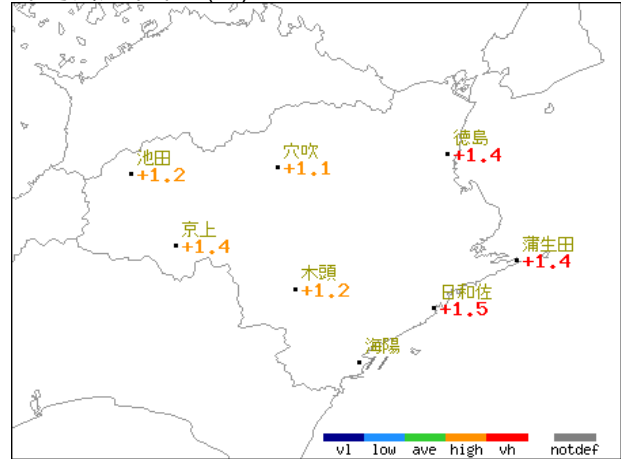 徳島
+1.4
穴吹
+1.1
池田
+1.2
京上
+1.4
蒲生田
+1.4
木頭
+1.2
日和佐
+1.5
海陽
//
vl low ave high vh notdef